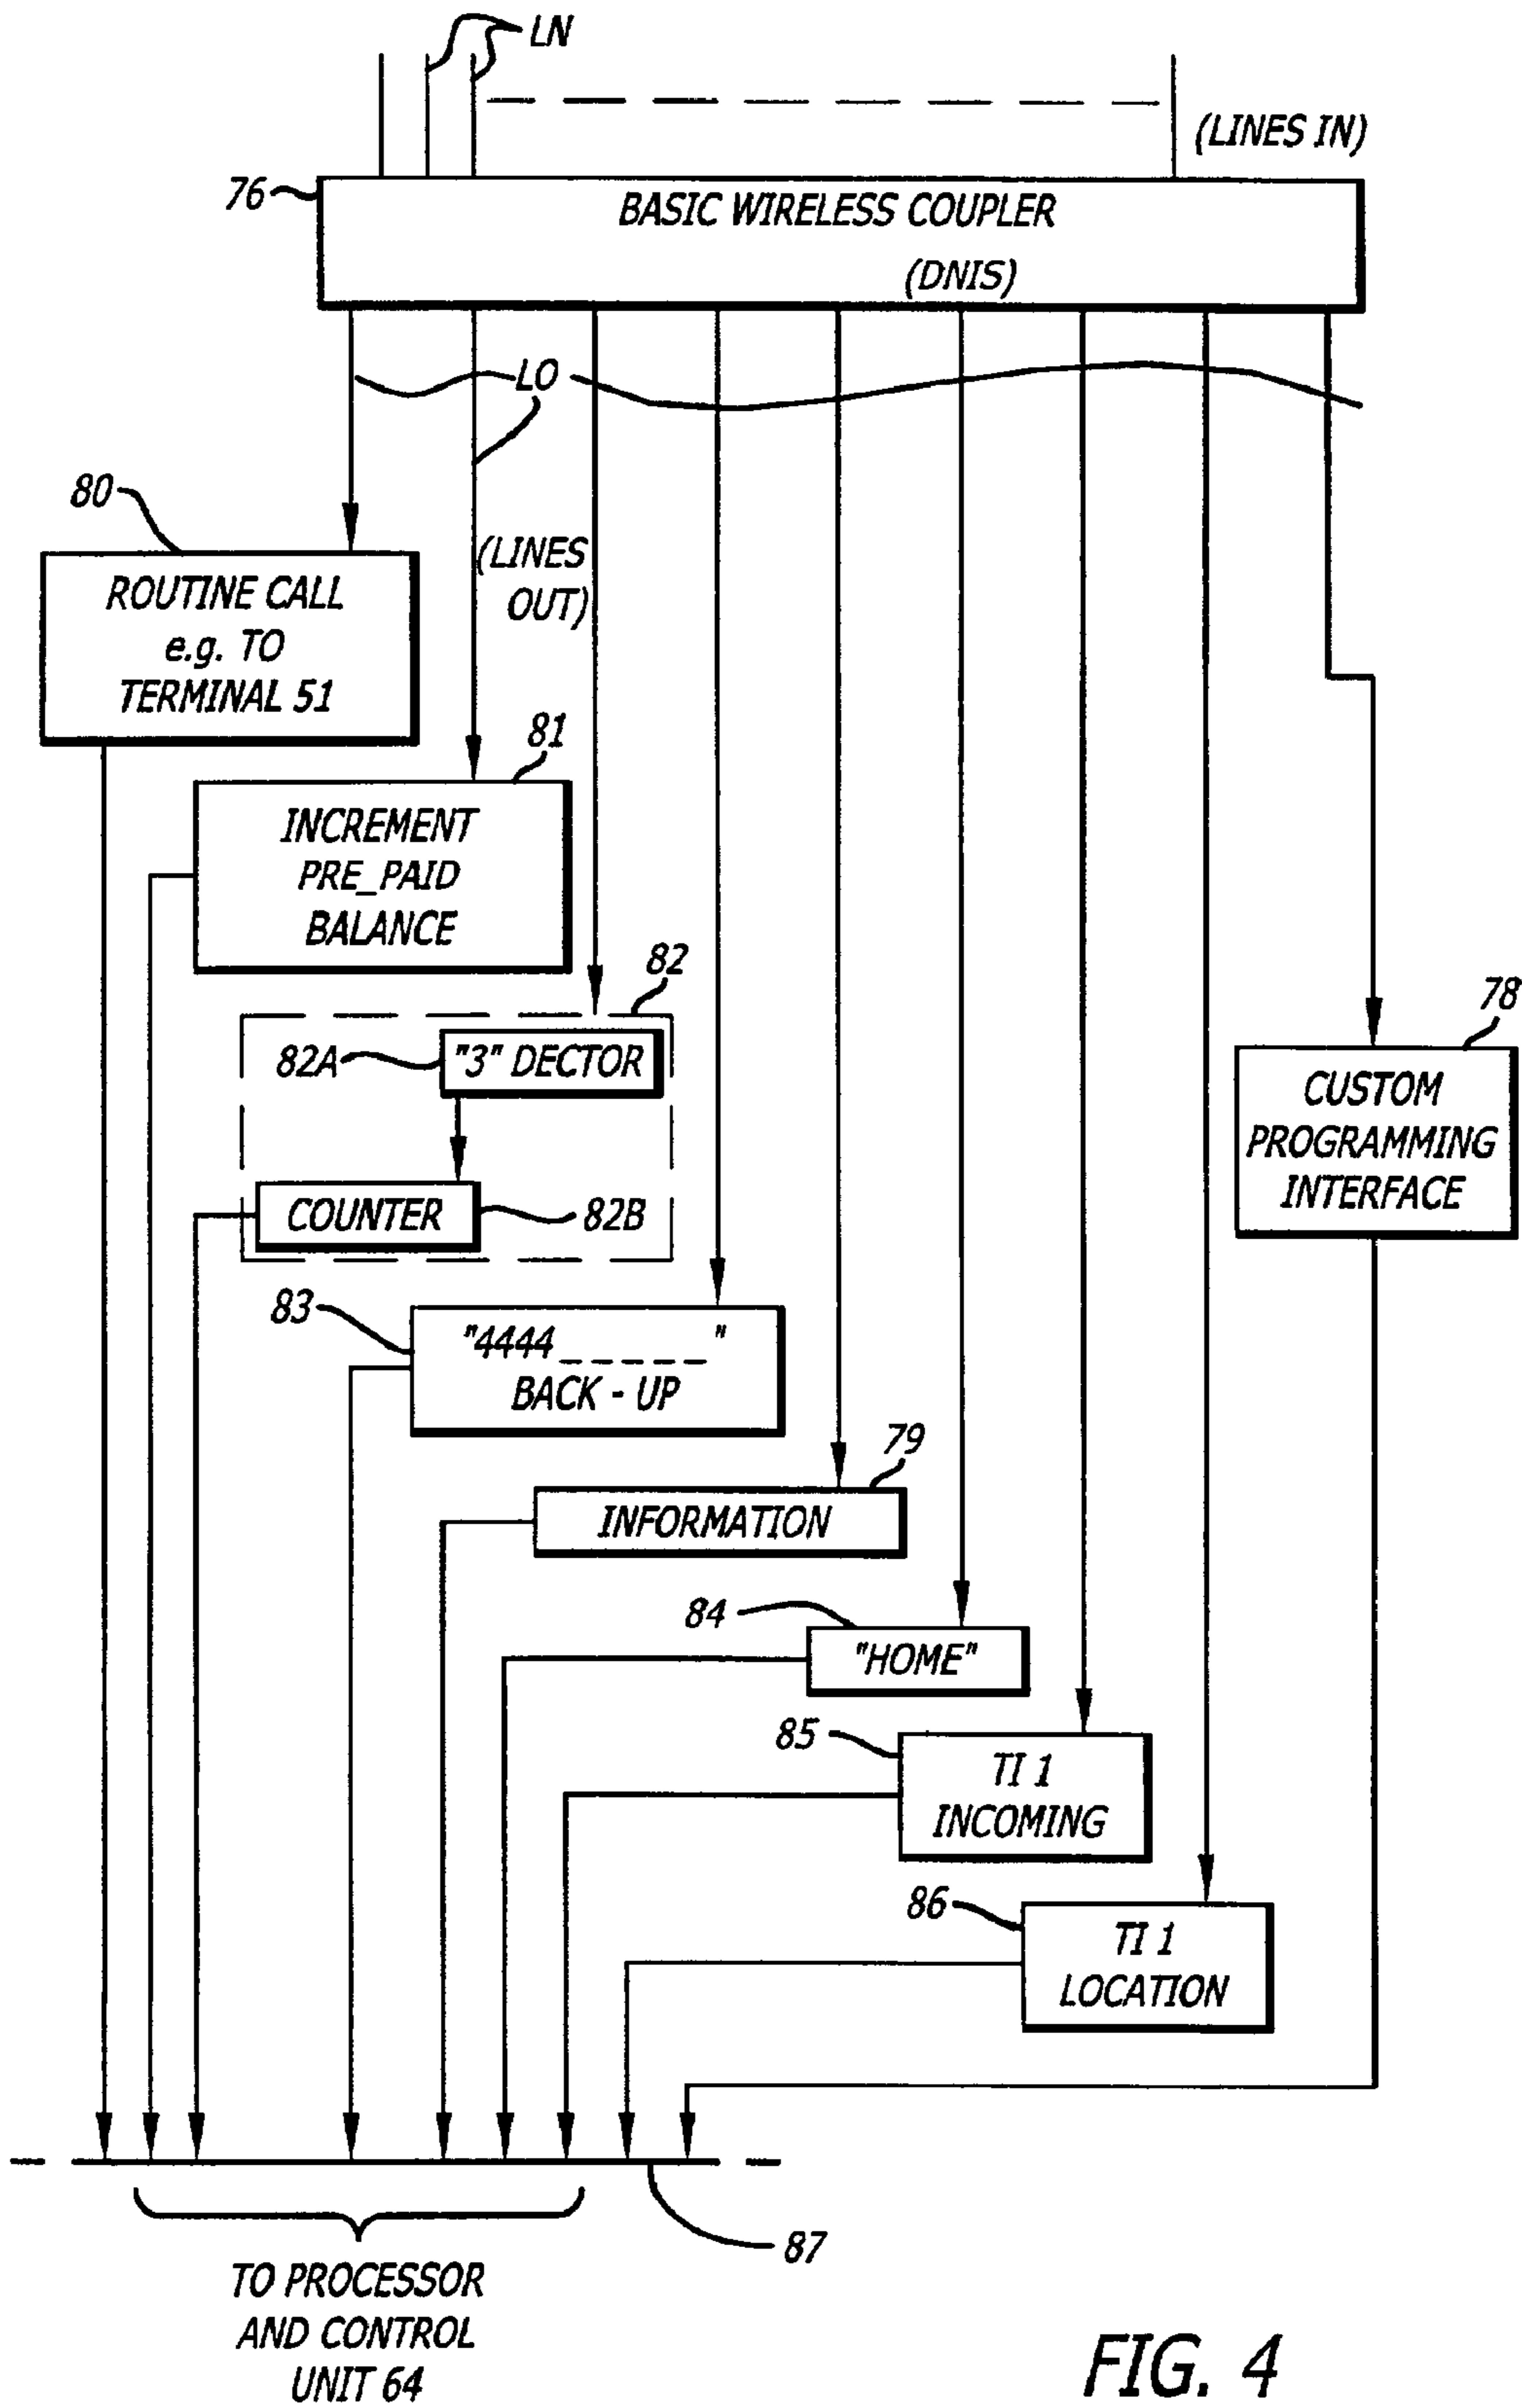 LN
(LINES IN)
76
BASIC WIRELESS COUPLER
(DNIS)
LO
80
(LINES
OUT)
ROUTINE CALL
e.g. TO
TERMINAL 51
81
INCREMENT
PRE_PAID
BALANCE
82
82A
"3" DECTOR
78
CUSTOM
PROGRAMMING
INTERFACE
COUNTER
82B
83
"4444 _ _ _ _ _ "
BACK - UP
79
INFORMATION
84
"HOME"
85
TI 1
INCOMING
86
TI 1
LOCATION
87
TO PROCESSOR
AND CONTROL
UNIT 64
FIG. 4